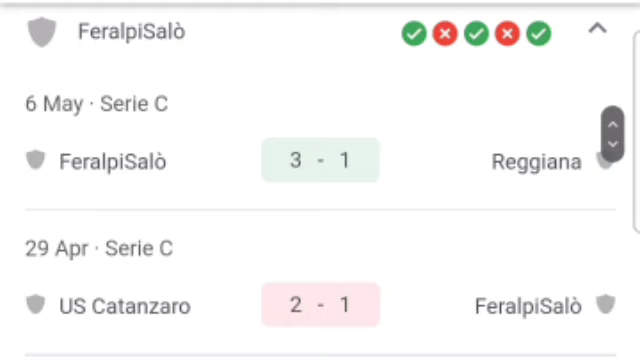 FeralpiSalò
6 May · Serie C
FeralpiSalò 3 - 1 Reggiana
29 Apr · Serie C
US Catanzaro 2 - 1 FeralpiSalò